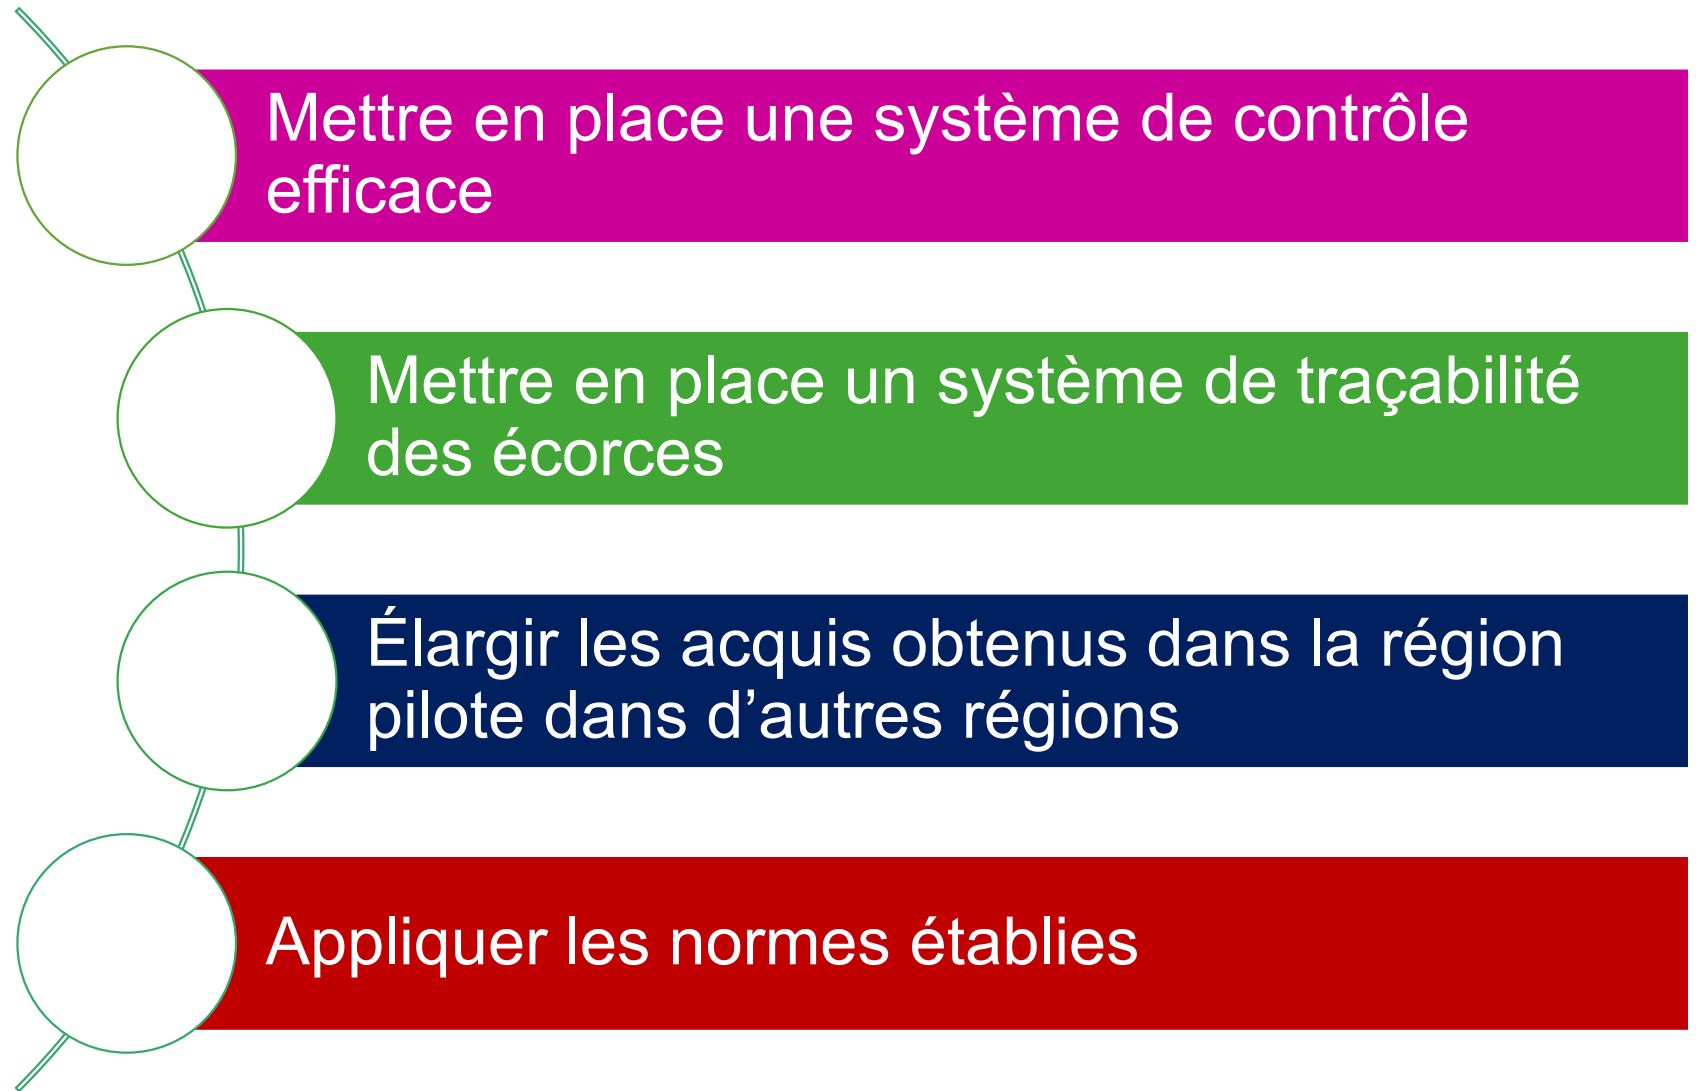 Mettre en place une système de contrôle
efficace
Mettre en place un système de traçabilité
des écorces
Élargir les acquis obtenus dans la région
pilote dans d’autres régions
Appliquer les normes établies